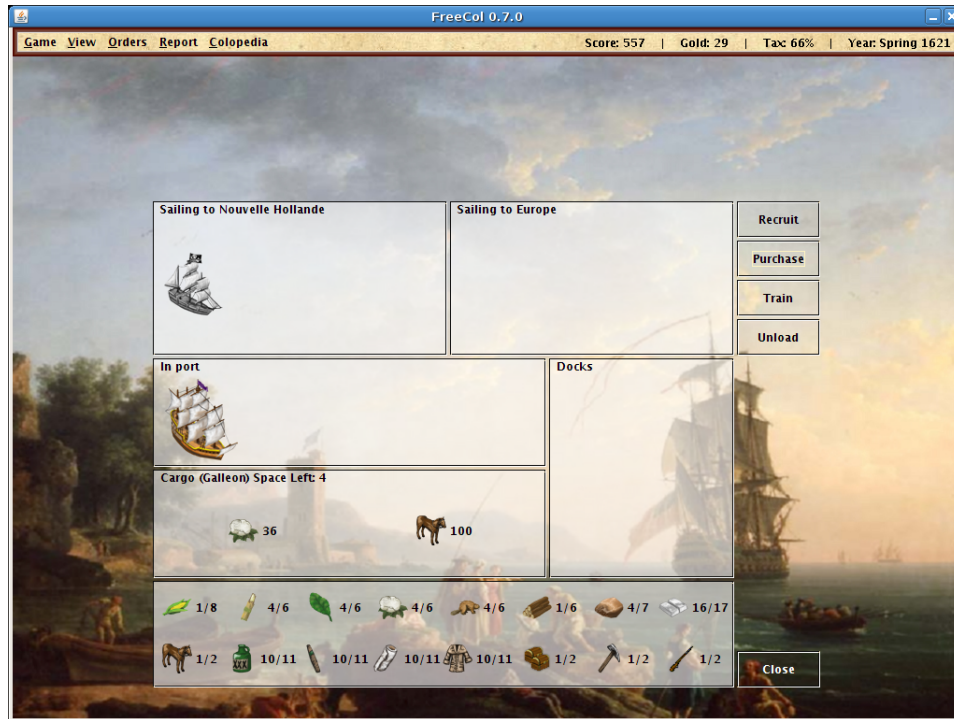 FreeCol 0.7.0
Game View Orders Report Colopedia Score: 557 | Gold: 29 | Tax: 66% | Year: Spring 1621
Sailing to Nouvelle Hollande
Sailing to Europe
Recruit
Purchase
Train
Unload
In port
Docks
Cargo (Galleon) Space Left: 4
36 100
1/8 4/6 4/6 4/6 4/6 1/6 4/7 16/17
1/2 10/11 10/11 10/11 10/11 1/2 1/2 1/2
XXX
Close